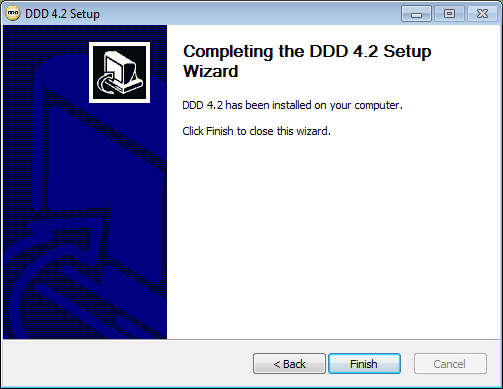 DDD 4.2 Setup
Completing the DDD 4.2 Setup
Wizard
DDD 4.2 has been installed on your computer.
Click Finish to close this wizard.
< Back
Finish
Cancel